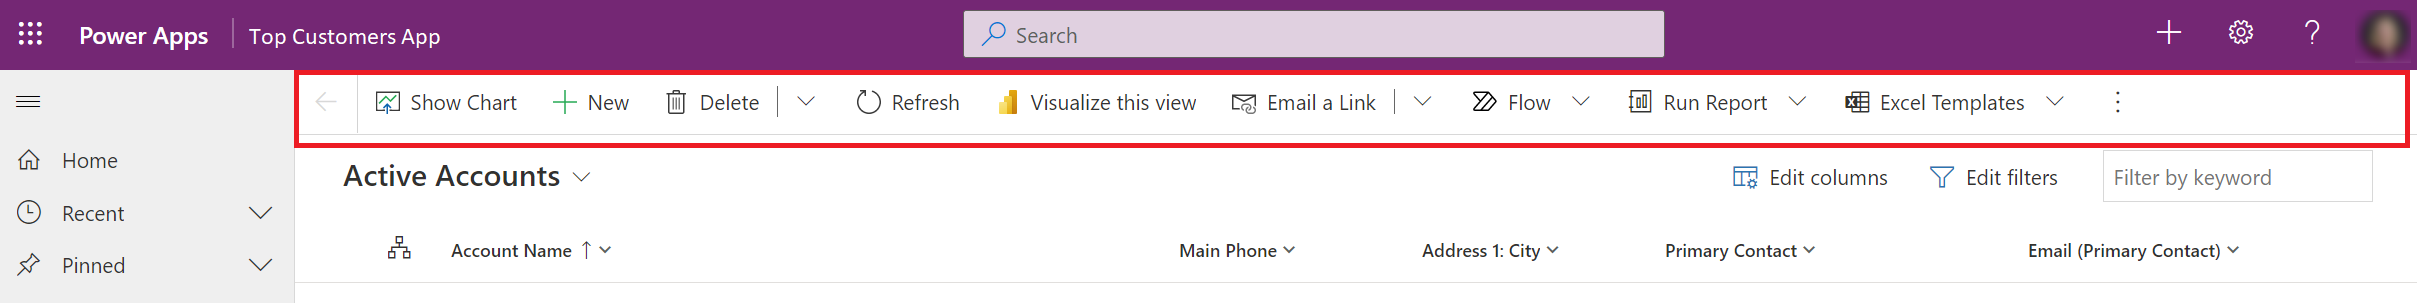 Power Apps Top Customers App Search
Show Chart New Delete Refresh Visualize this view Email a Link Flow Run Report Excel Templates
Home
Recent
Pinned
Active Accounts Edit columns Edit filters Filter by keyword
Account Name Main Phone Address 1: City Primary Contact Email (Primary Contact)